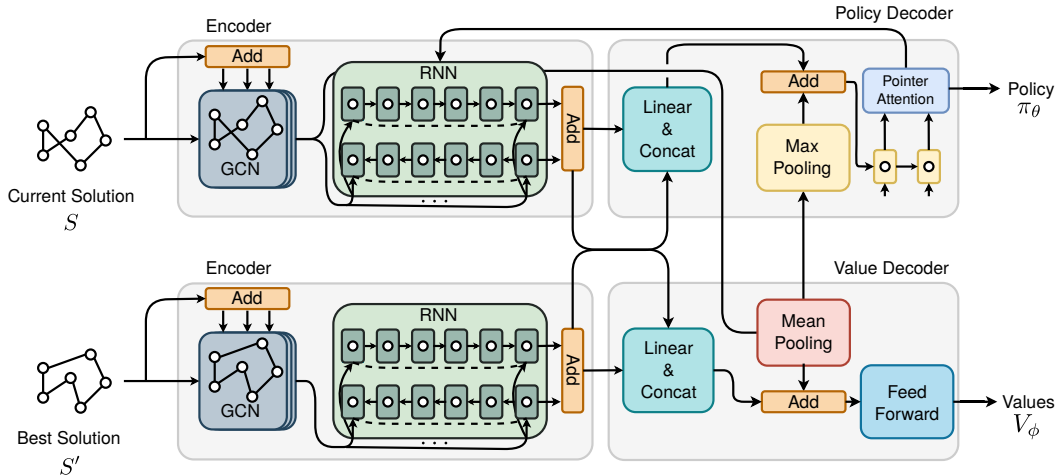 Encoder
Policy Decoder
Add
RNN
GCN
. . .
Add
Linear
&
Concat
Add
Max
Pooling
Pointer
Attention
Policy
πθ
Current Solution
S
Encoder
Value Decoder
Add
RNN
GCN
. . .
Add
Linear
&
Concat
Mean
Pooling
Add
Feed
Forward
Values
Vϕ
Best Solution
S′